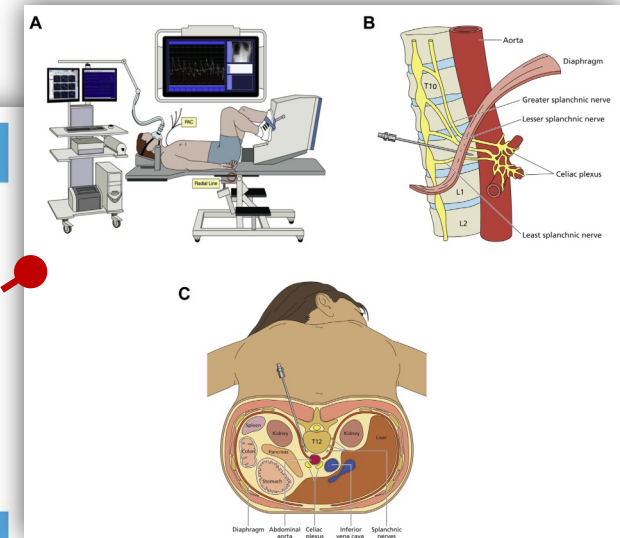 A
PAC
Radial Line
B
Aorta
Diaphragm
T10
Greater splanchnic nerve
Lesser splanchnic nerve
Celiac plexus
L1
L2
Least splanchnic nerve
C
Spleen
Kidney
T12
Kidney
Liver
Colon
Pancreas
Stomach
Diaphragm
Abdominal
aorta
Celiac
plexus
Inferior
vena cava
Splanchnic
nerves